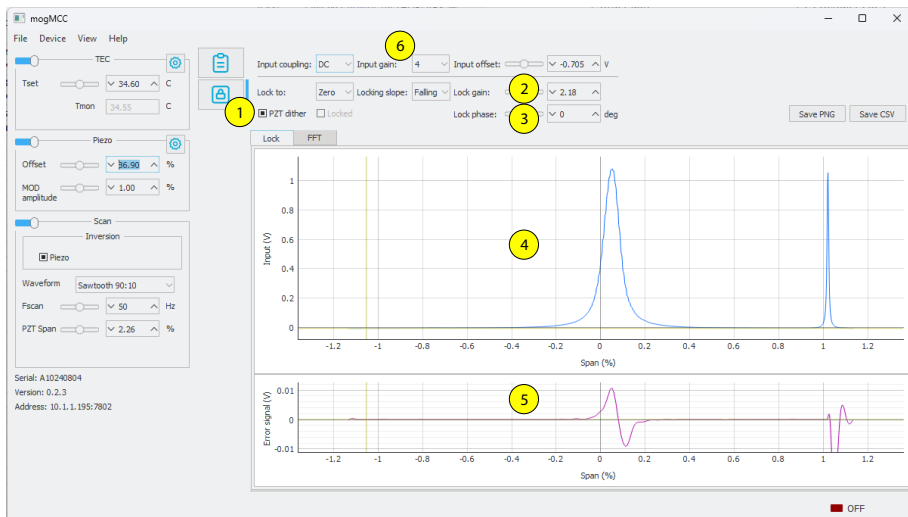 mogMCC
File Device View Help
TEC
Tset 34.60 C
Tmon 34.55 C
Piezo
Offset 36.90 %
MOD
amplitude 1.00 %
Scan
Inversion
Piezo
Waveform Sawtooth 90:10
Fscan 50 Hz
PZT Span 2.26 %
Serial: A10240804
Version: 0.2.3
Address: 10.1.1.195:7802
6
Input coupling: DC Input gain: 4 Input offset: -0.705 V
Lock to: Zero Locking slope: Falling Lock gain: 2 2.18
1 PZT dither Locked Lock phase: 3 0 deg
Save PNG Save CSV
Lock FFT
Input (V)
1
0.8
0.6
0.4
0.2
0
4
-1.2 -1 -0.8 -0.6 -0.4 -0.2 0 0.2 0.4 0.6 0.8 1 1.2
Span (%)
Error signal (V)
0.01
0
-0.01
5
-1.2 -1 -0.8 -0.6 -0.4 -0.2 0 0.2 0.4 0.6 0.8 1 1.2
Span (%)
OFF